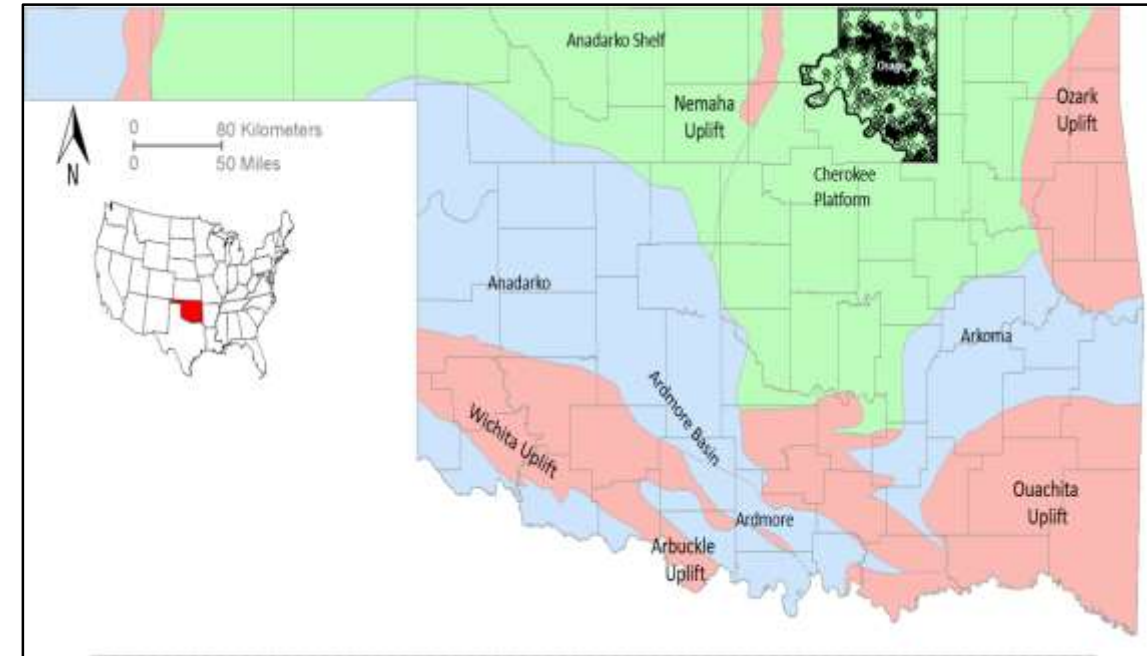 Anadarko Shelf
Osage
Nemaha
Uplift
Ozark
Uplift
0 80 Kilometers
0 50 Miles
N
Cherokee
Platform
Anadarko
Arkoma
Ardmore Basin
Wichita Uplift
Ouachita
Uplift
Ardmore
Arbuckle
Uplift